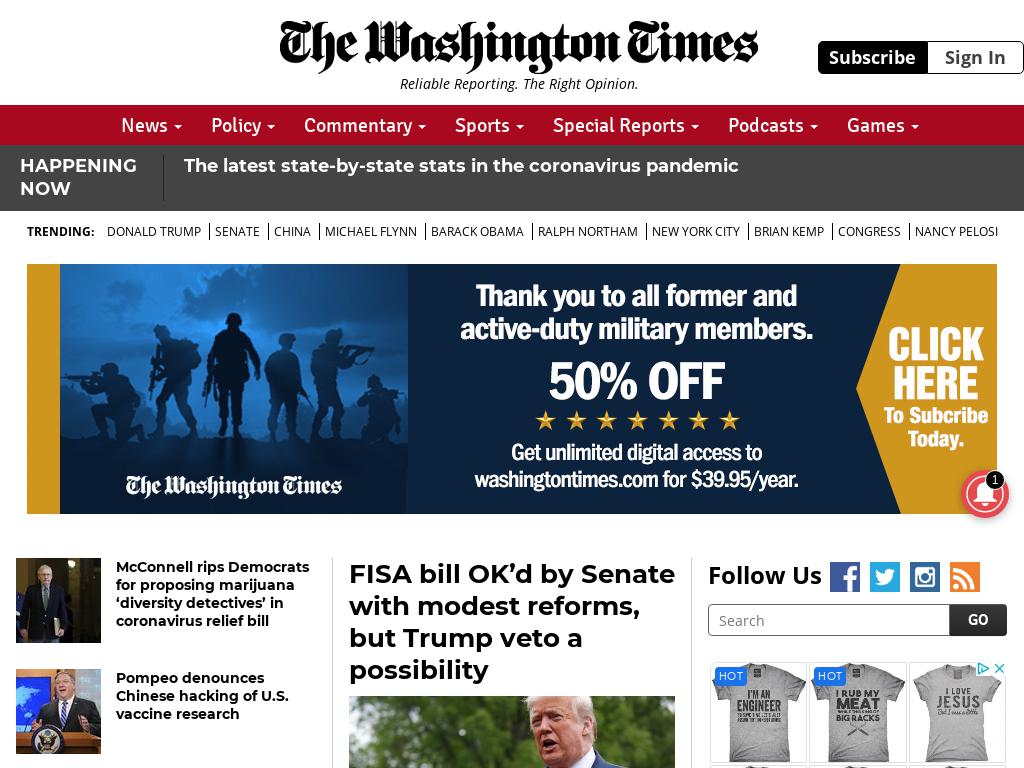 The Washington Times
Reliable Reporting. The Right Opinion.
Subscribe
Sign In
News
Policy
Commentary
Sports
Special Reports
Podcasts
Games
HAPPENING
NOW
The latest state-by-state stats in the coronavirus pandemic
TRENDING: DONALD TRUMP SENATE CHINA MICHAEL FLYNN BARACK OBAMA RALPH NORTHAM NEW YORK CITY BRIAN KEMP CONGRESS NANCY PELOSI
The Washington Times
Thank you to all former and
active-duty military members.
50% OFF
Get unlimited digital access to
washingtontimes.com for $39.95/year.
CLICK
HERE
To Subcribe
Today.
1
McConnell rips Democrats
for proposing marijuana
‘diversity detectives’ in
coronavirus relief bill
Pompeo denounces
Chinese hacking of U.S.
vaccine research
FISA bill OK’d by Senate
with modest reforms,
but Trump veto a
possibility
Follow Us
Search
GO
HOT
I'M AN
ENGINEER
HOT
I RUB MY
MEAT
BIG RACKS
I LOVE
JESUS